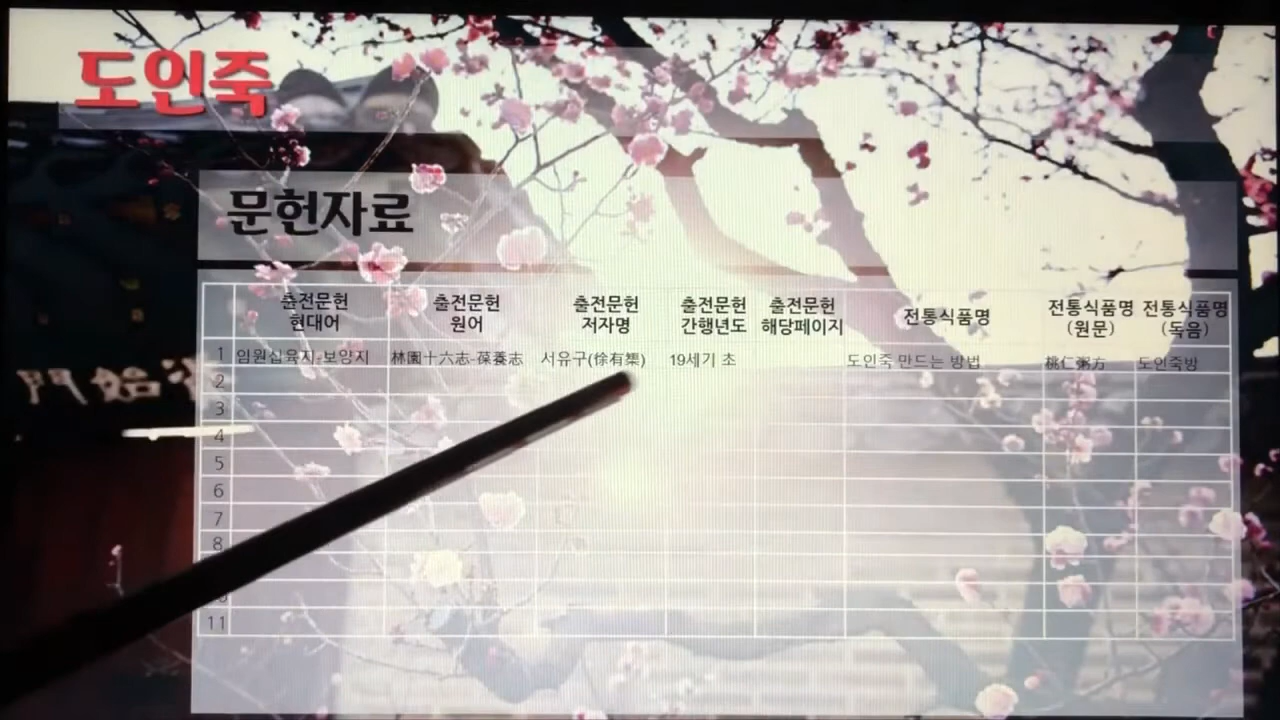 도인죽
문헌자료
출전문헌 현대어 출전문헌 원어 출전문헌 저자명 출전문헌 간행년도 출전문헌 해당페이지 전통식품명 전통식품명 (원문) 전통식품명 (독음)
1 임원십육지-보양지 林園十六志-葆養志 서유구(徐有榘) 19세기 초 도인죽 만드는 방법 桃仁粥方 도인죽방
2
3
4
5
6
7
8
11
門 始